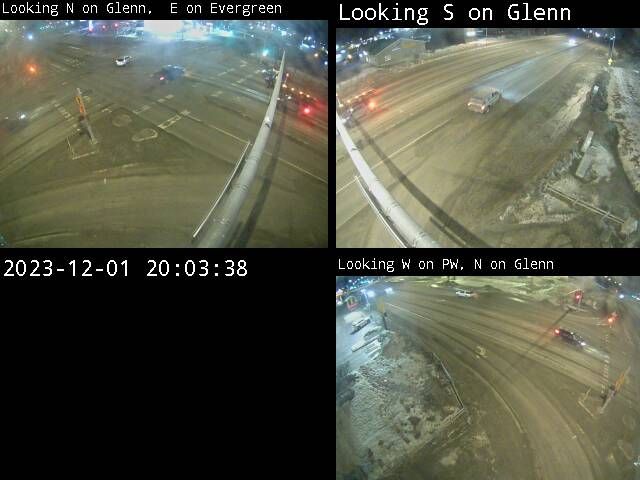 Looking N on Glenn,  E on Evergreen
Looking S on Glenn
2023-12-01 20:03:38
Looking W on PW, N on Glenn